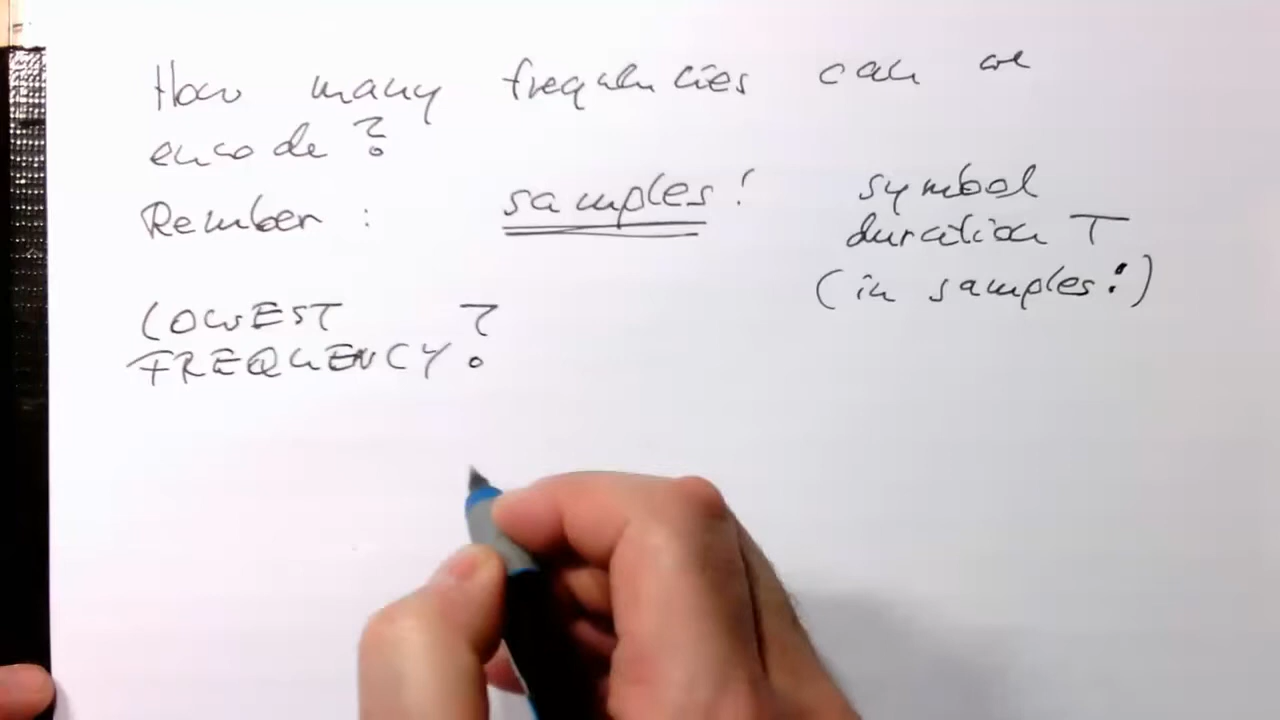 How many frequencies can we
encode?
Rember : samples!
symbol
duration T
(in samples!)
LOWEST
FREQUENCY?